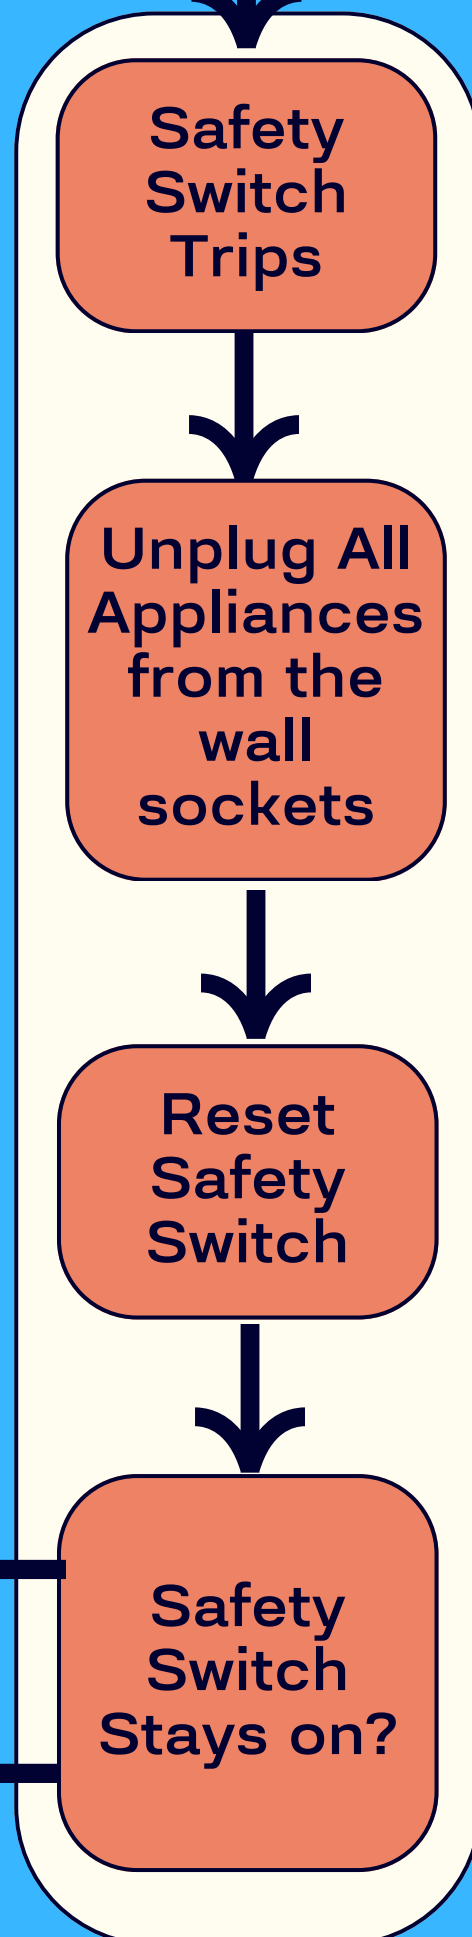 Safety
Switch
Trips
Unplug All
Appliances
from the
wall
sockets
Reset
Safety
Switch
Safety
Switch
Stays on?